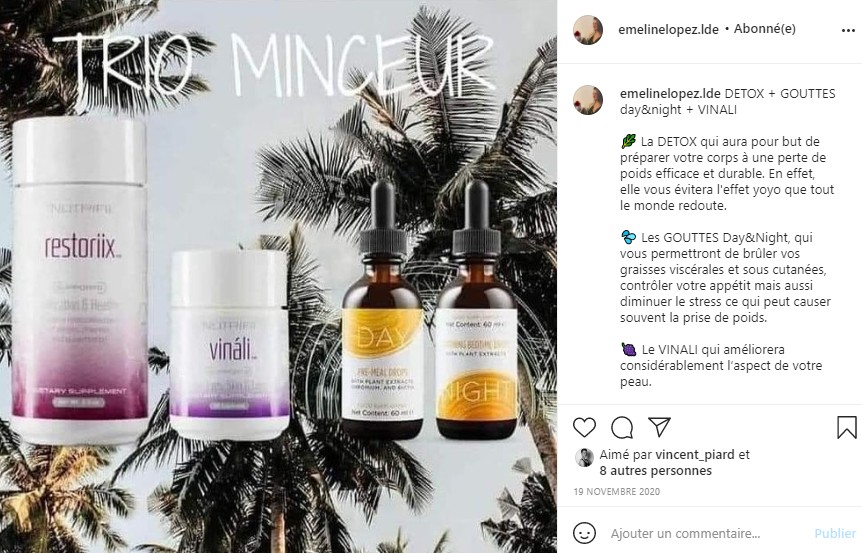 TRIO MINCEUR
NUTRIFII
restoriix
SUPPORTS
DIETARY SUPPLEMENT
NUTRIFII
vináli
DIETARY SUPPLEMENT
DAY
PRE-MEAL DROPS
WITH PLANT EXTRACTS,
CHROMIUM, AND BIOTIN
Net Content: 60 ml
Net Content: 60 ml
BEDTIME DROPS
WITH PLANT EXTRACTS
NIGHT
emelinelopez.lde • Abonné(e)
emelinelopez.lde DETOX + GOUTTES
day&night + VINALI
La DETOX qui aura pour but de
préparer votre corps à une perte de
poids efficace et durable. En effet,
elle vous évitera l'effet yoyo que tout
le monde redoute.
Les GOUTTES Day&Night, qui
vous permettront de brûler vos
graisses viscérales et sous cutanées,
contrôler votre appétit mais aussi
diminuer le stress ce qui peut causer
souvent la prise de poids.
Le VINALI qui améliorera
considérablement l'aspect de votre
peau.
Aimé par vincent_piard et
8 autres personnes
19 NOVEMBRE 2020
Ajouter un commentaire...
Publier